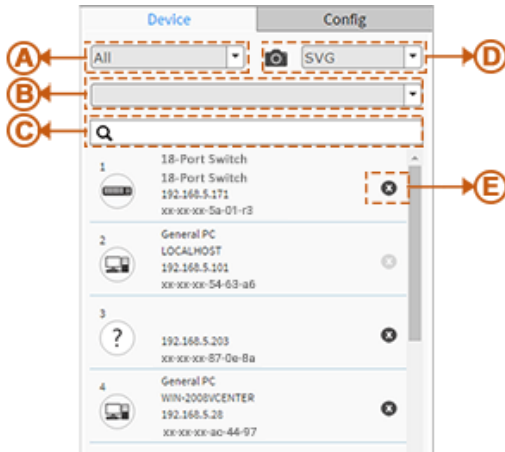 Device Config
A All SVG D
B
C
1 18-Port Switch
18-Port Switch
192.168.5.171
xx-xx-xx-5a-01-r3
E
2 General PC
LOCALHOST
192.168.5.101
xx-xx-xx-54-63-a6
3
?
192.168.5.203
xx-xx-xx-87-0e-8a
4 General PC
WIN-2008VCENTER
192.168.5.28
xx-xx-xx-ac-44-97